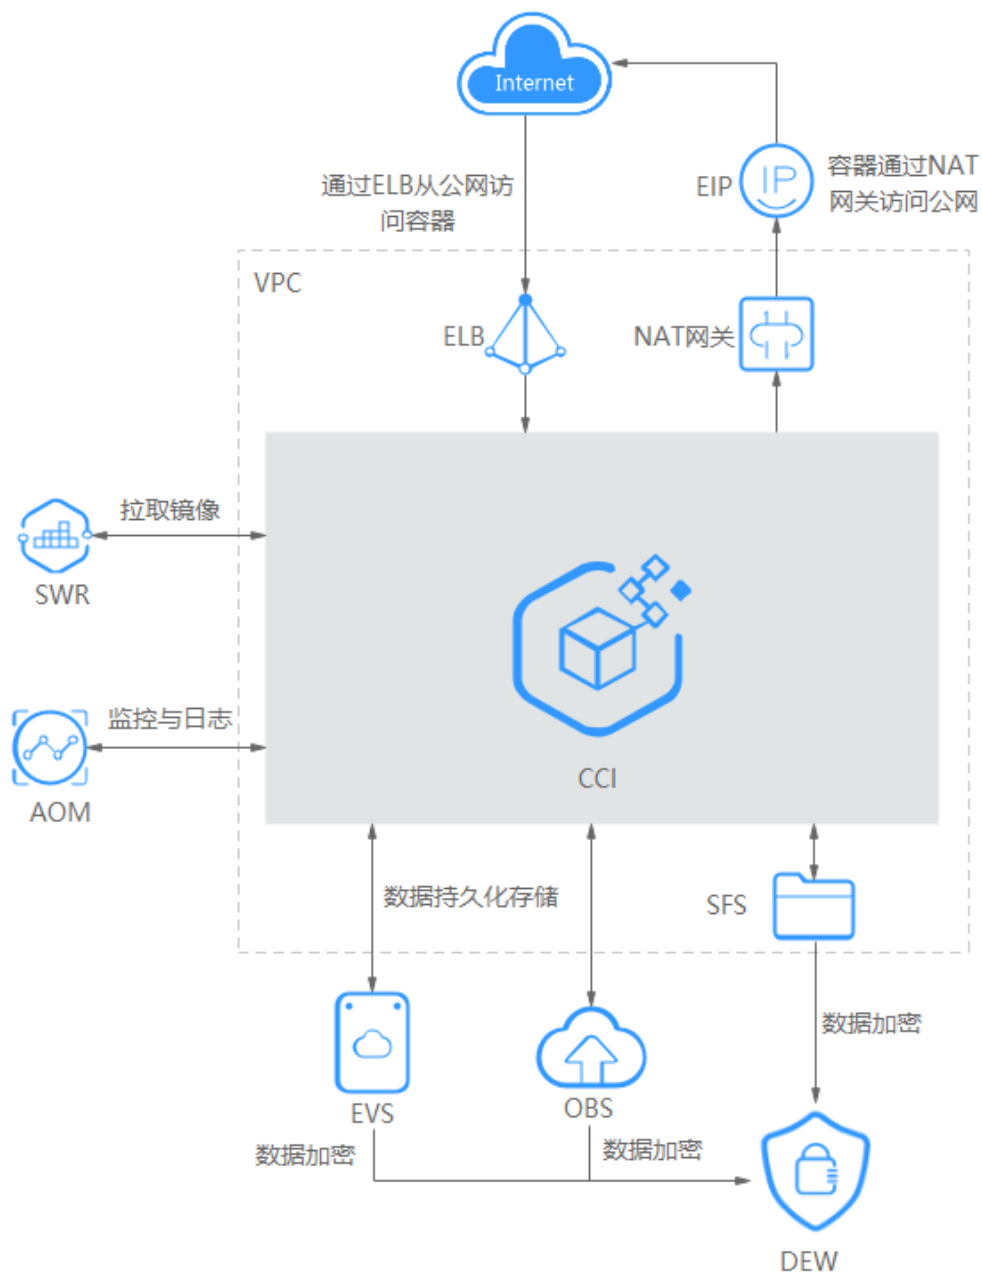 Internet
通过ELB从公网访
问容器
EIP
IP
容器通过NAT
网关访问公网
VPC
ELB
NAT网关
拉取镜像
SWR
监控与日志
AOM
CCI
数据持久化存储
SFS
数据加密
EVS
OBS
数据加密
数据加密
DEW